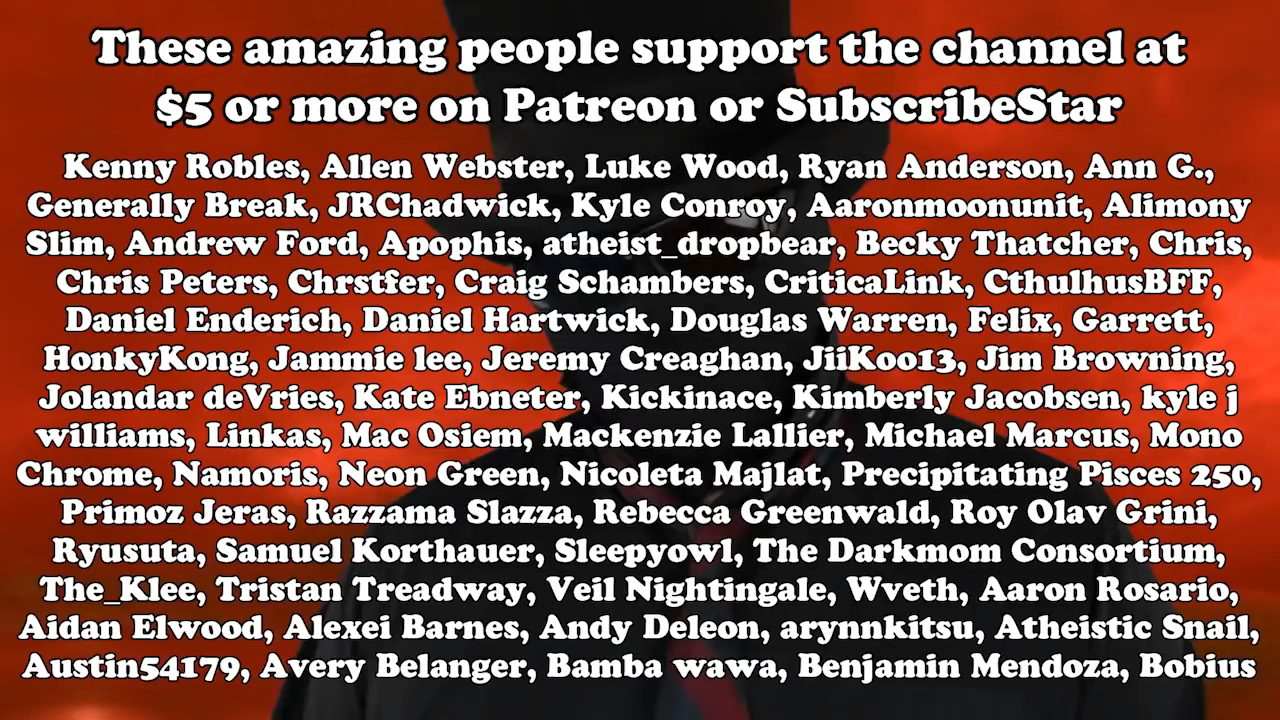 These amazing people support the channel at
$5 or more on Patreon or SubscribeStar
Kenny Robles, Allen Webster, Luke Wood, Ryan Anderson, Ann G.,
Generally Break, JRChadwick, Kyle Conroy, Aaronmoonunit, Alimony
Slim, Andrew Ford, Apophis, atheist_dropbear, Becky Thatcher, Chris,
Chris Peters, Chrstfer, Craig Schambers, CriticaLink, CthulhusBFF,
Daniel Enderich, Daniel Hartwick, Douglas Warren, Felix, Garrett,
HonkyKong, Jammie lee, Jeremy Creaghan, JiiKoo13, Jim Browning,
Jolandar deVries, Kate Ebneter, Kickinace, Kimberly Jacobsen, kyle j
williams, Linkas, Mac Osiem, Mackenzie Lallier, Michael Marcus, Mono
Chrome, Namoris, Neon Green, Nicoleta Majlat, Precipitating Pisces 250,
Primoz Jeras, Razzama Slazza, Rebecca Greenwald, Roy Olav Grini,
Ryusuta, Samuel Korthauer, Sleepyowl, The Darkmom Consortium,
The_Klee, Tristan Treadway, Veil Nightingale, Wveth, Aaron Rosario,
Aidan Elwood, Alexei Barnes, Andy Deleon, arynnkitsu, Atheistic Snail,
Austin54179, Avery Belanger, Bamba wawa, Benjamin Mendoza, Bobius